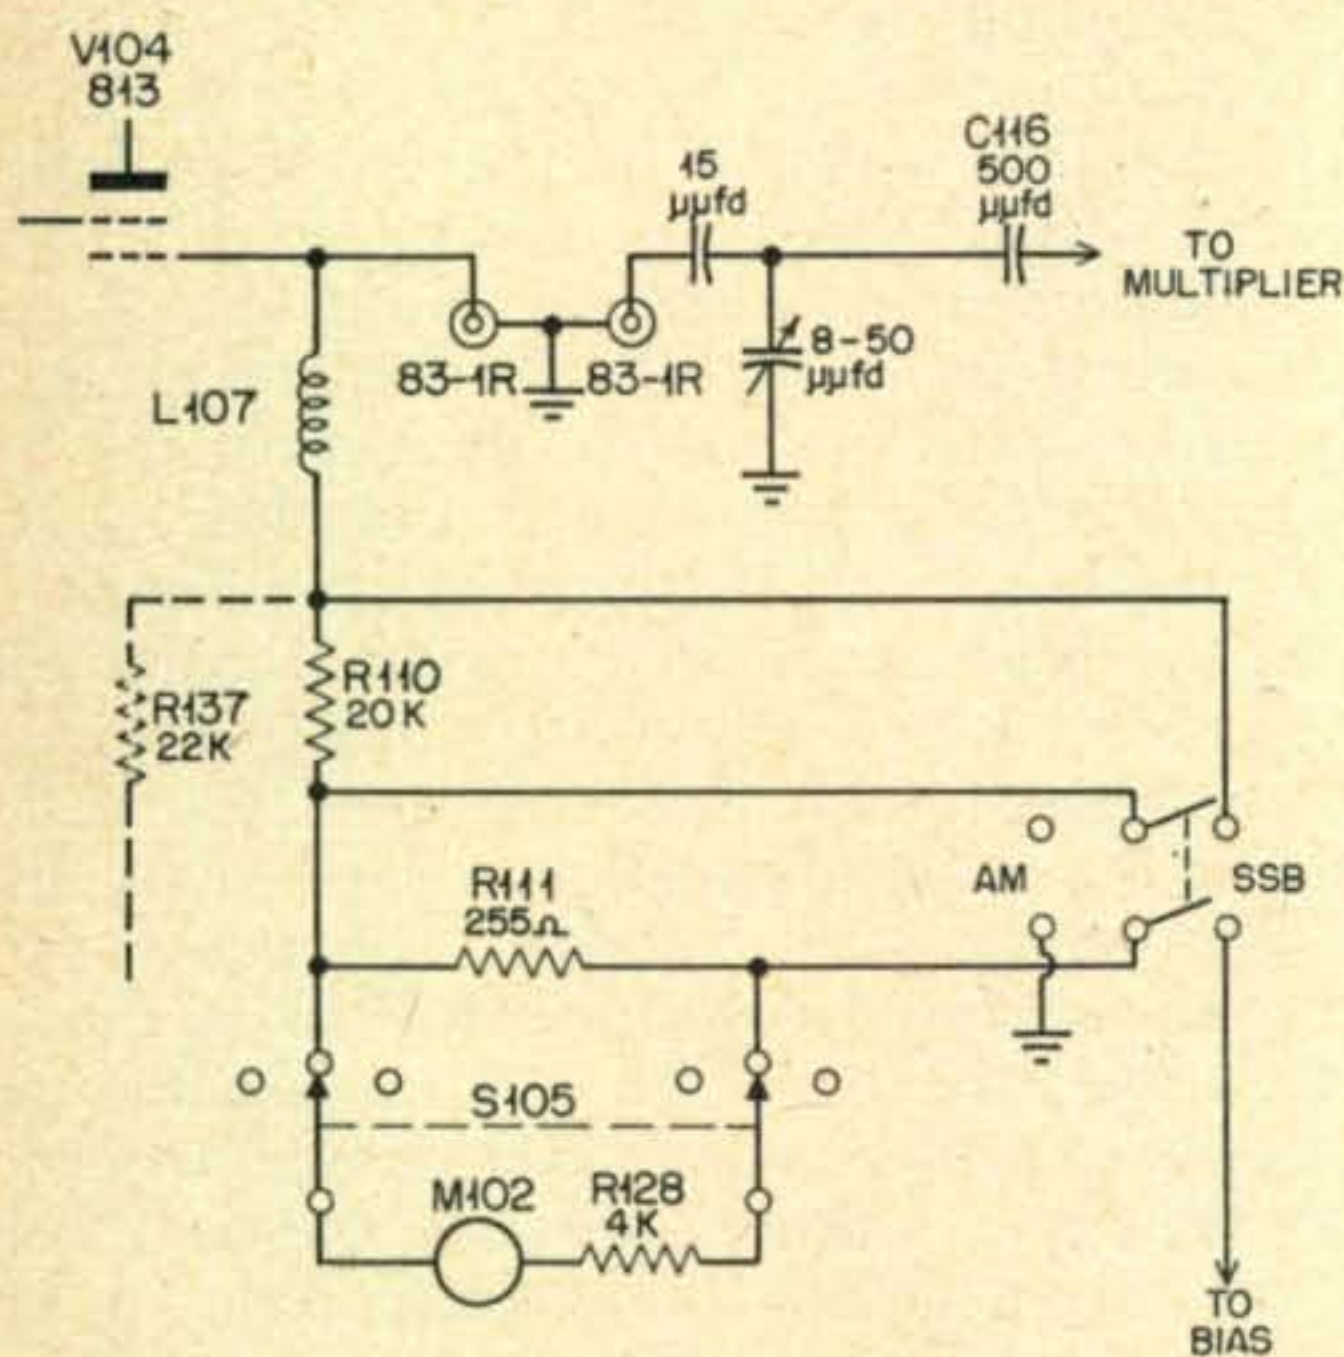 V104
813
C116
500
μμfd
15
μμfd
TO
MULTIPLIER
8-50
μμfd
83-1R
83-1R
L107
R110
20K
R137
22K
R111
255Ω
AM
SSB
S105
M102
R128
4K
TO
BIAS